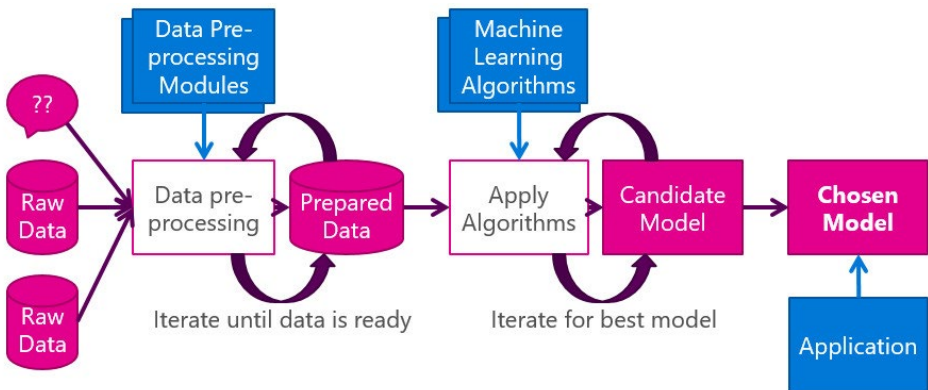 Data Pre-
processing
Modules
Machine
Learning
Algorithms
??
Raw
Data
Data pre-
processing
Prepared
Data
Apply
Algorithms
Candidate
Model
Chosen
Model
Raw
Data
Iterate until data is ready
Iterate for best model
Application